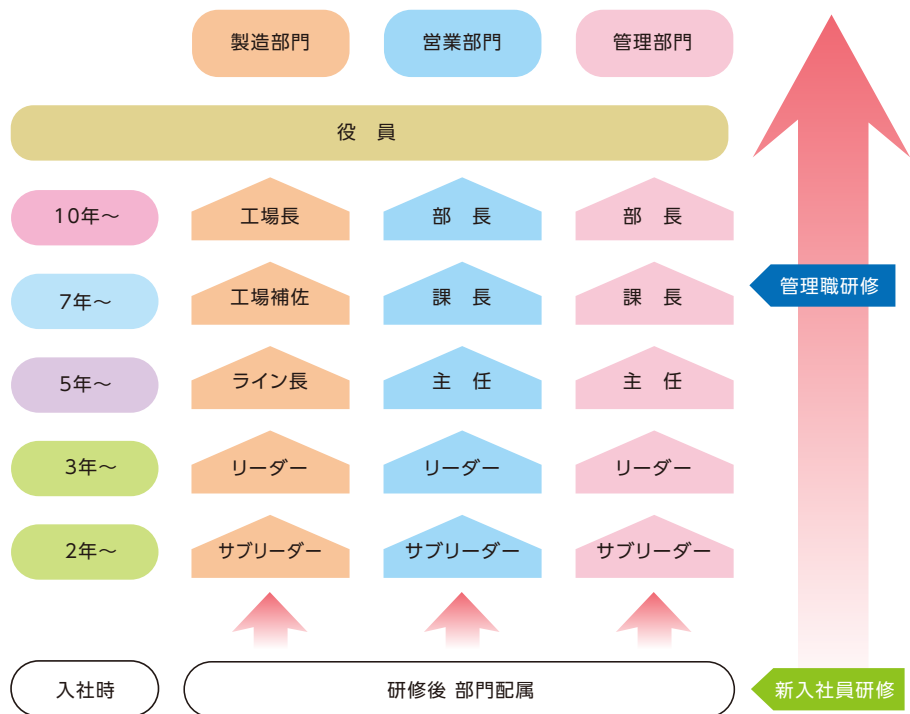 製造部門
営業部門
管理部門
役　員
10年～
工場長
部　長
部　長
7年～
工場補佐
課　長
課　長
管理職研修
5年～
ライン長
主　任
主　任
3年～
リーダー
リーダー
リーダー
2年～
サブリーダー
サブリーダー
サブリーダー
入社時
研修後 部門配属
新入社員研修